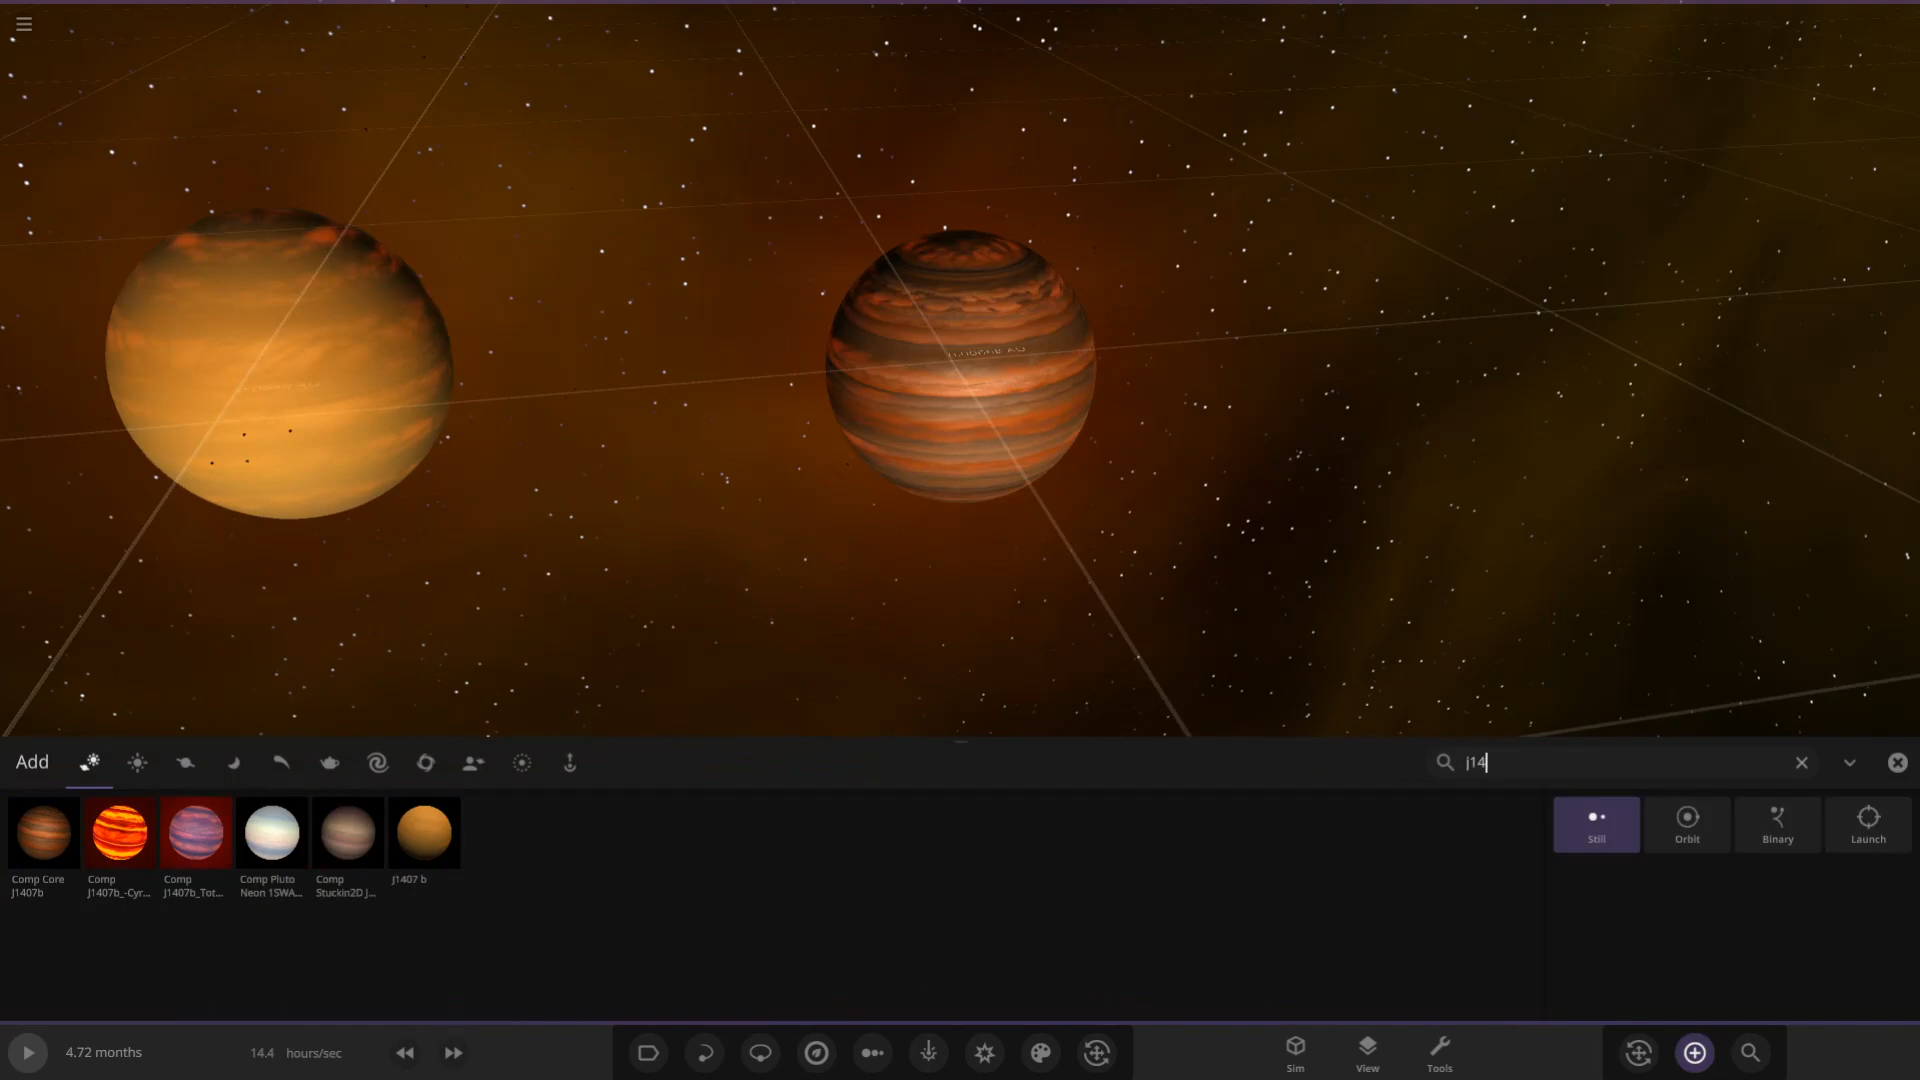 Add
j14
Comp Core
J1407b
Comp
J1407b_-Cyr...
Comp
J1407b_Tot...
Comp Pluto
Neon 1SWA...
Comp
Stuckin2D J...
J1407 b
Still
Orbit
Binary
Launch
4.72 months
14.4 hours/sec
Sim
View
Tools